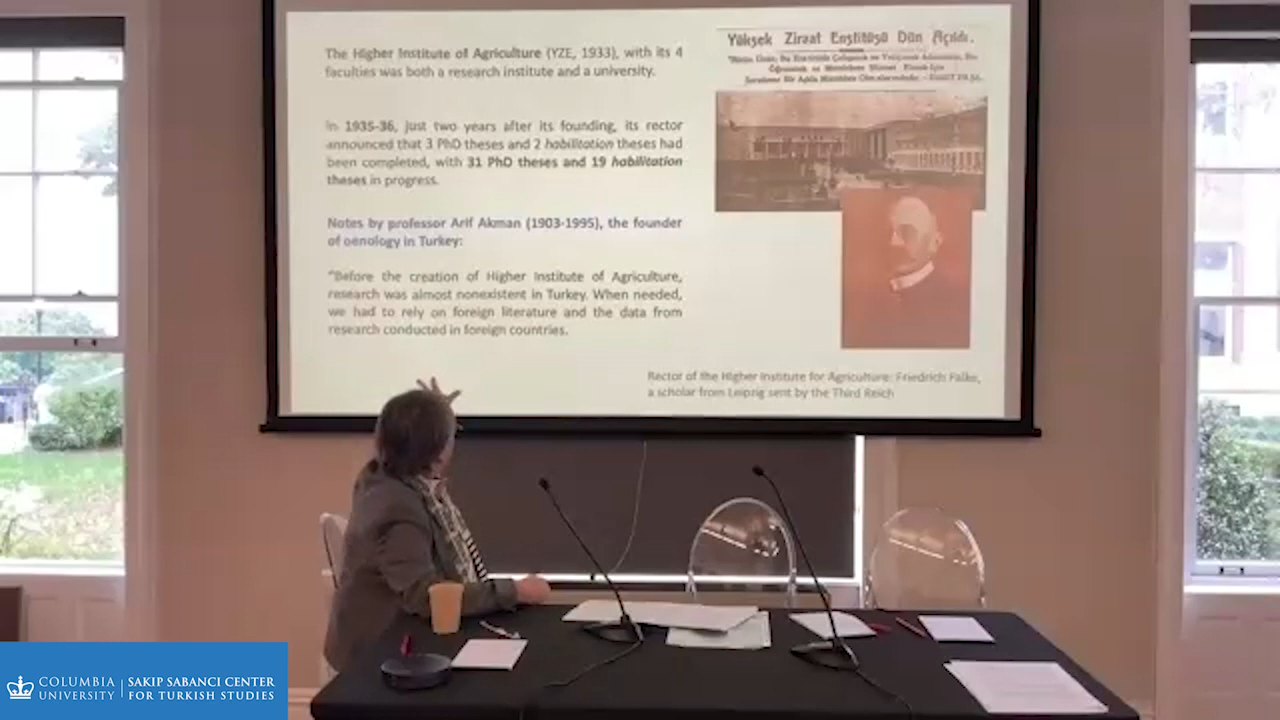 The Higher Institute of Agriculture (YZE, 1933), with its 4
faculties was both a research institute and a university.
In 1935-36, just two years after its founding, its rector
announced that 3 PhD theses and 2 habilitation theses had
been completed, with 31 PhD theses and 19 habilitation
theses in progress.
Notes by professor Arif Akman (1903-1995), the founder
of oenology in Turkey:
"Before the creation of Higher Institute of Agriculture,
research was almost nonexistent in Turkey. When needed,
we had to rely on foreign literature and the data from
research conducted in foreign countries.
Yüksek Ziraat Enstitüsü Dün Açıldı.
Rector of the Higher Institute for Agriculture: Friedrich Falke,
a scholar from Leipzig sent by the Third Reich
COLUMBIA
UNIVERSITY
SAKIP SABANCI CENTER
FOR TURKISH STUDIES